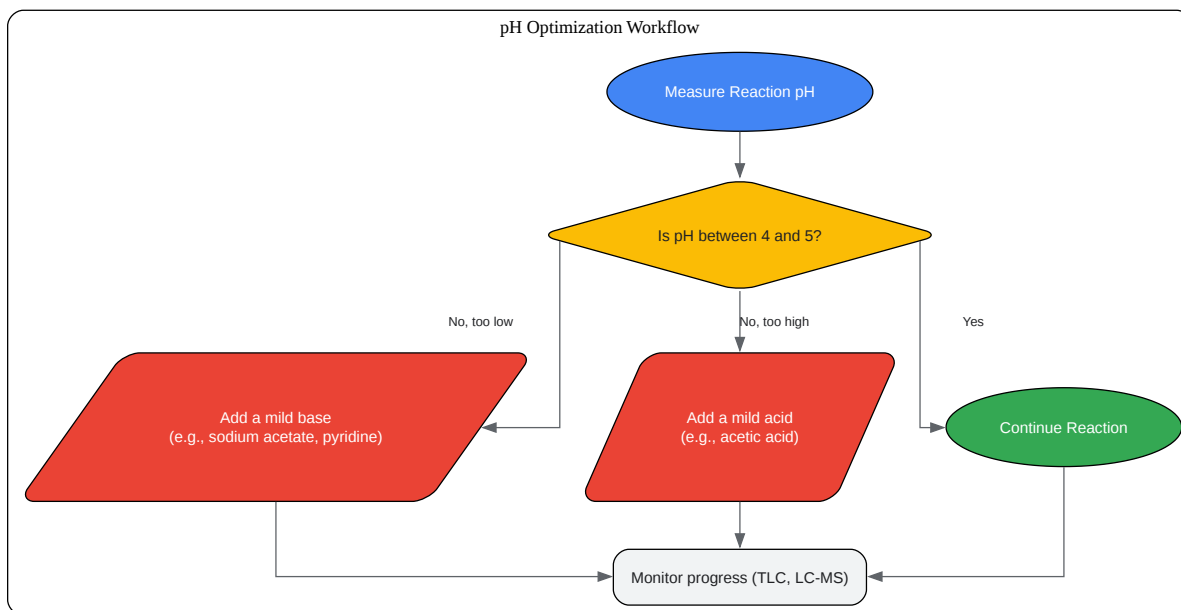 pH Optimization Workflow
Measure Reaction pH
Is pH between 4 and 5?
No, too low
No, too high
Yes
Add a mild base
(e.g., sodium acetate, pyridine)
Add a mild acid
(e.g., acetic acid)
Continue Reaction
Monitor progress (TLC, LC-MS)